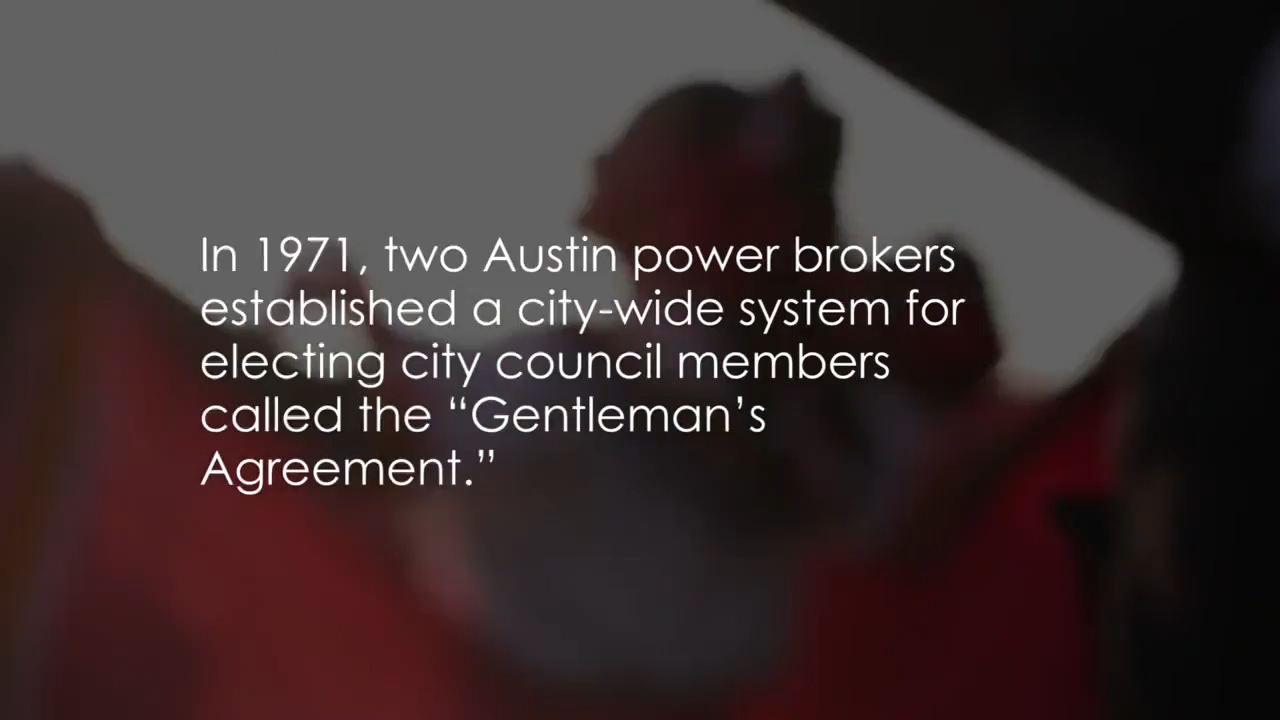 In 1971, two Austin power brokers
established a city-wide system for
electing city council members
called the “Gentleman’s
Agreement.”